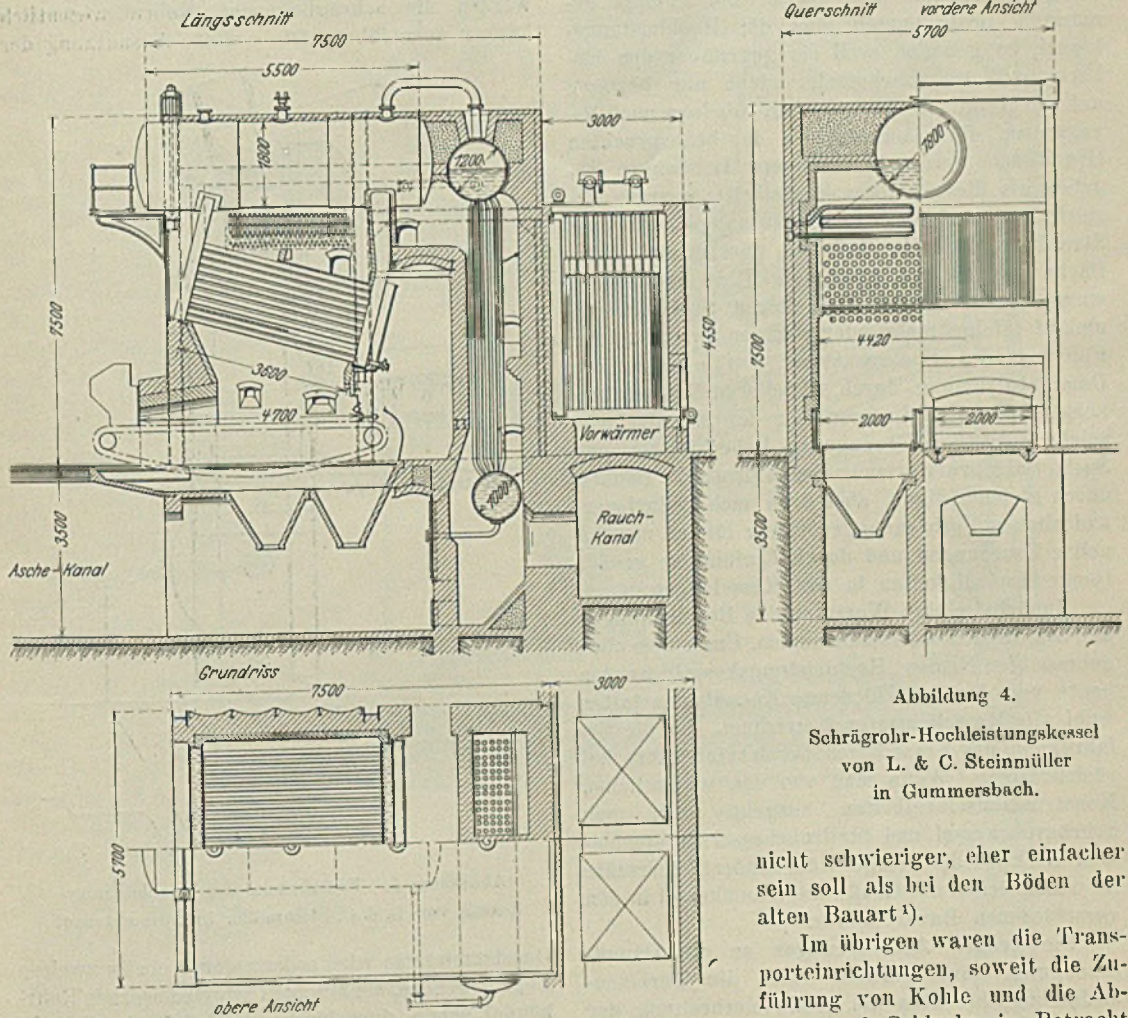 Längsschnitt
7500
5500
1800
1200
3000
7500
3600
4700
4550
Vorwärmer
1000
Rauch-
Kanal
3500
Asche-Kanal
Querschnitt vordere Ansicht
5700
1800
7500
4420
2000 2000
3500
Grundriss
7500 3000
5700
obere Ansicht
Abbildung 4.
Schrägrohr-Hochleistungskessel
von L. & C. Steinmüller
in Gummersbach.
nicht schwieriger, eher einfacher
sein soll als bei den Böden der
alten Bauart¹).
Im übrigen waren die Trans-
porteinrichtungen, soweit die Zu-
führung von Kohle und die Ab-